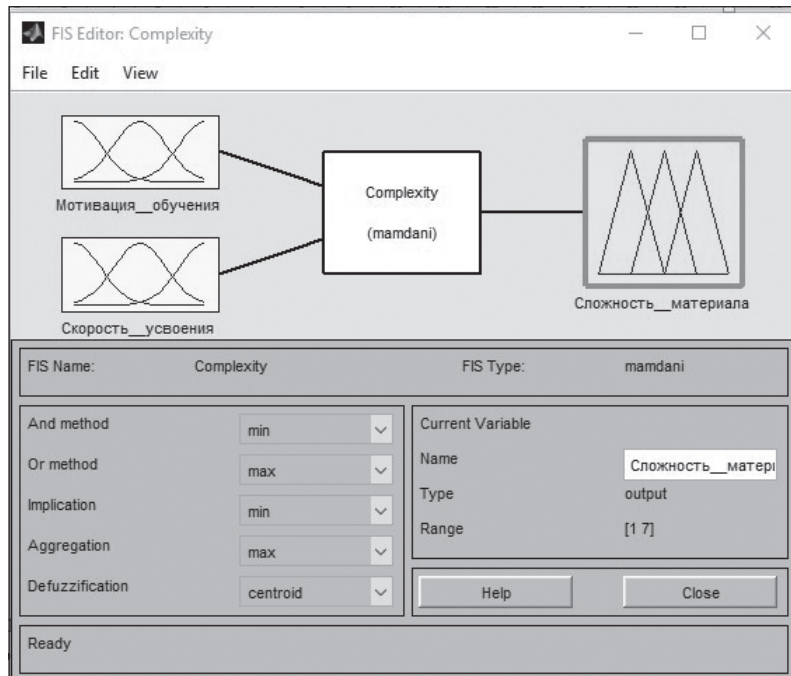 FIS Editor: Complexity
File Edit View
Мотивация__обучения
Скорость__усвоения
Complexity
(mamdani)
Сложность__материала
FIS Name: Complexity FIS Type: mamdani
And method min
Or method max
Implication min
Aggregation max
Defuzzification centroid
Current Variable
Name Сложность__матери
Type output
Range [1 7]
Help Close
Ready